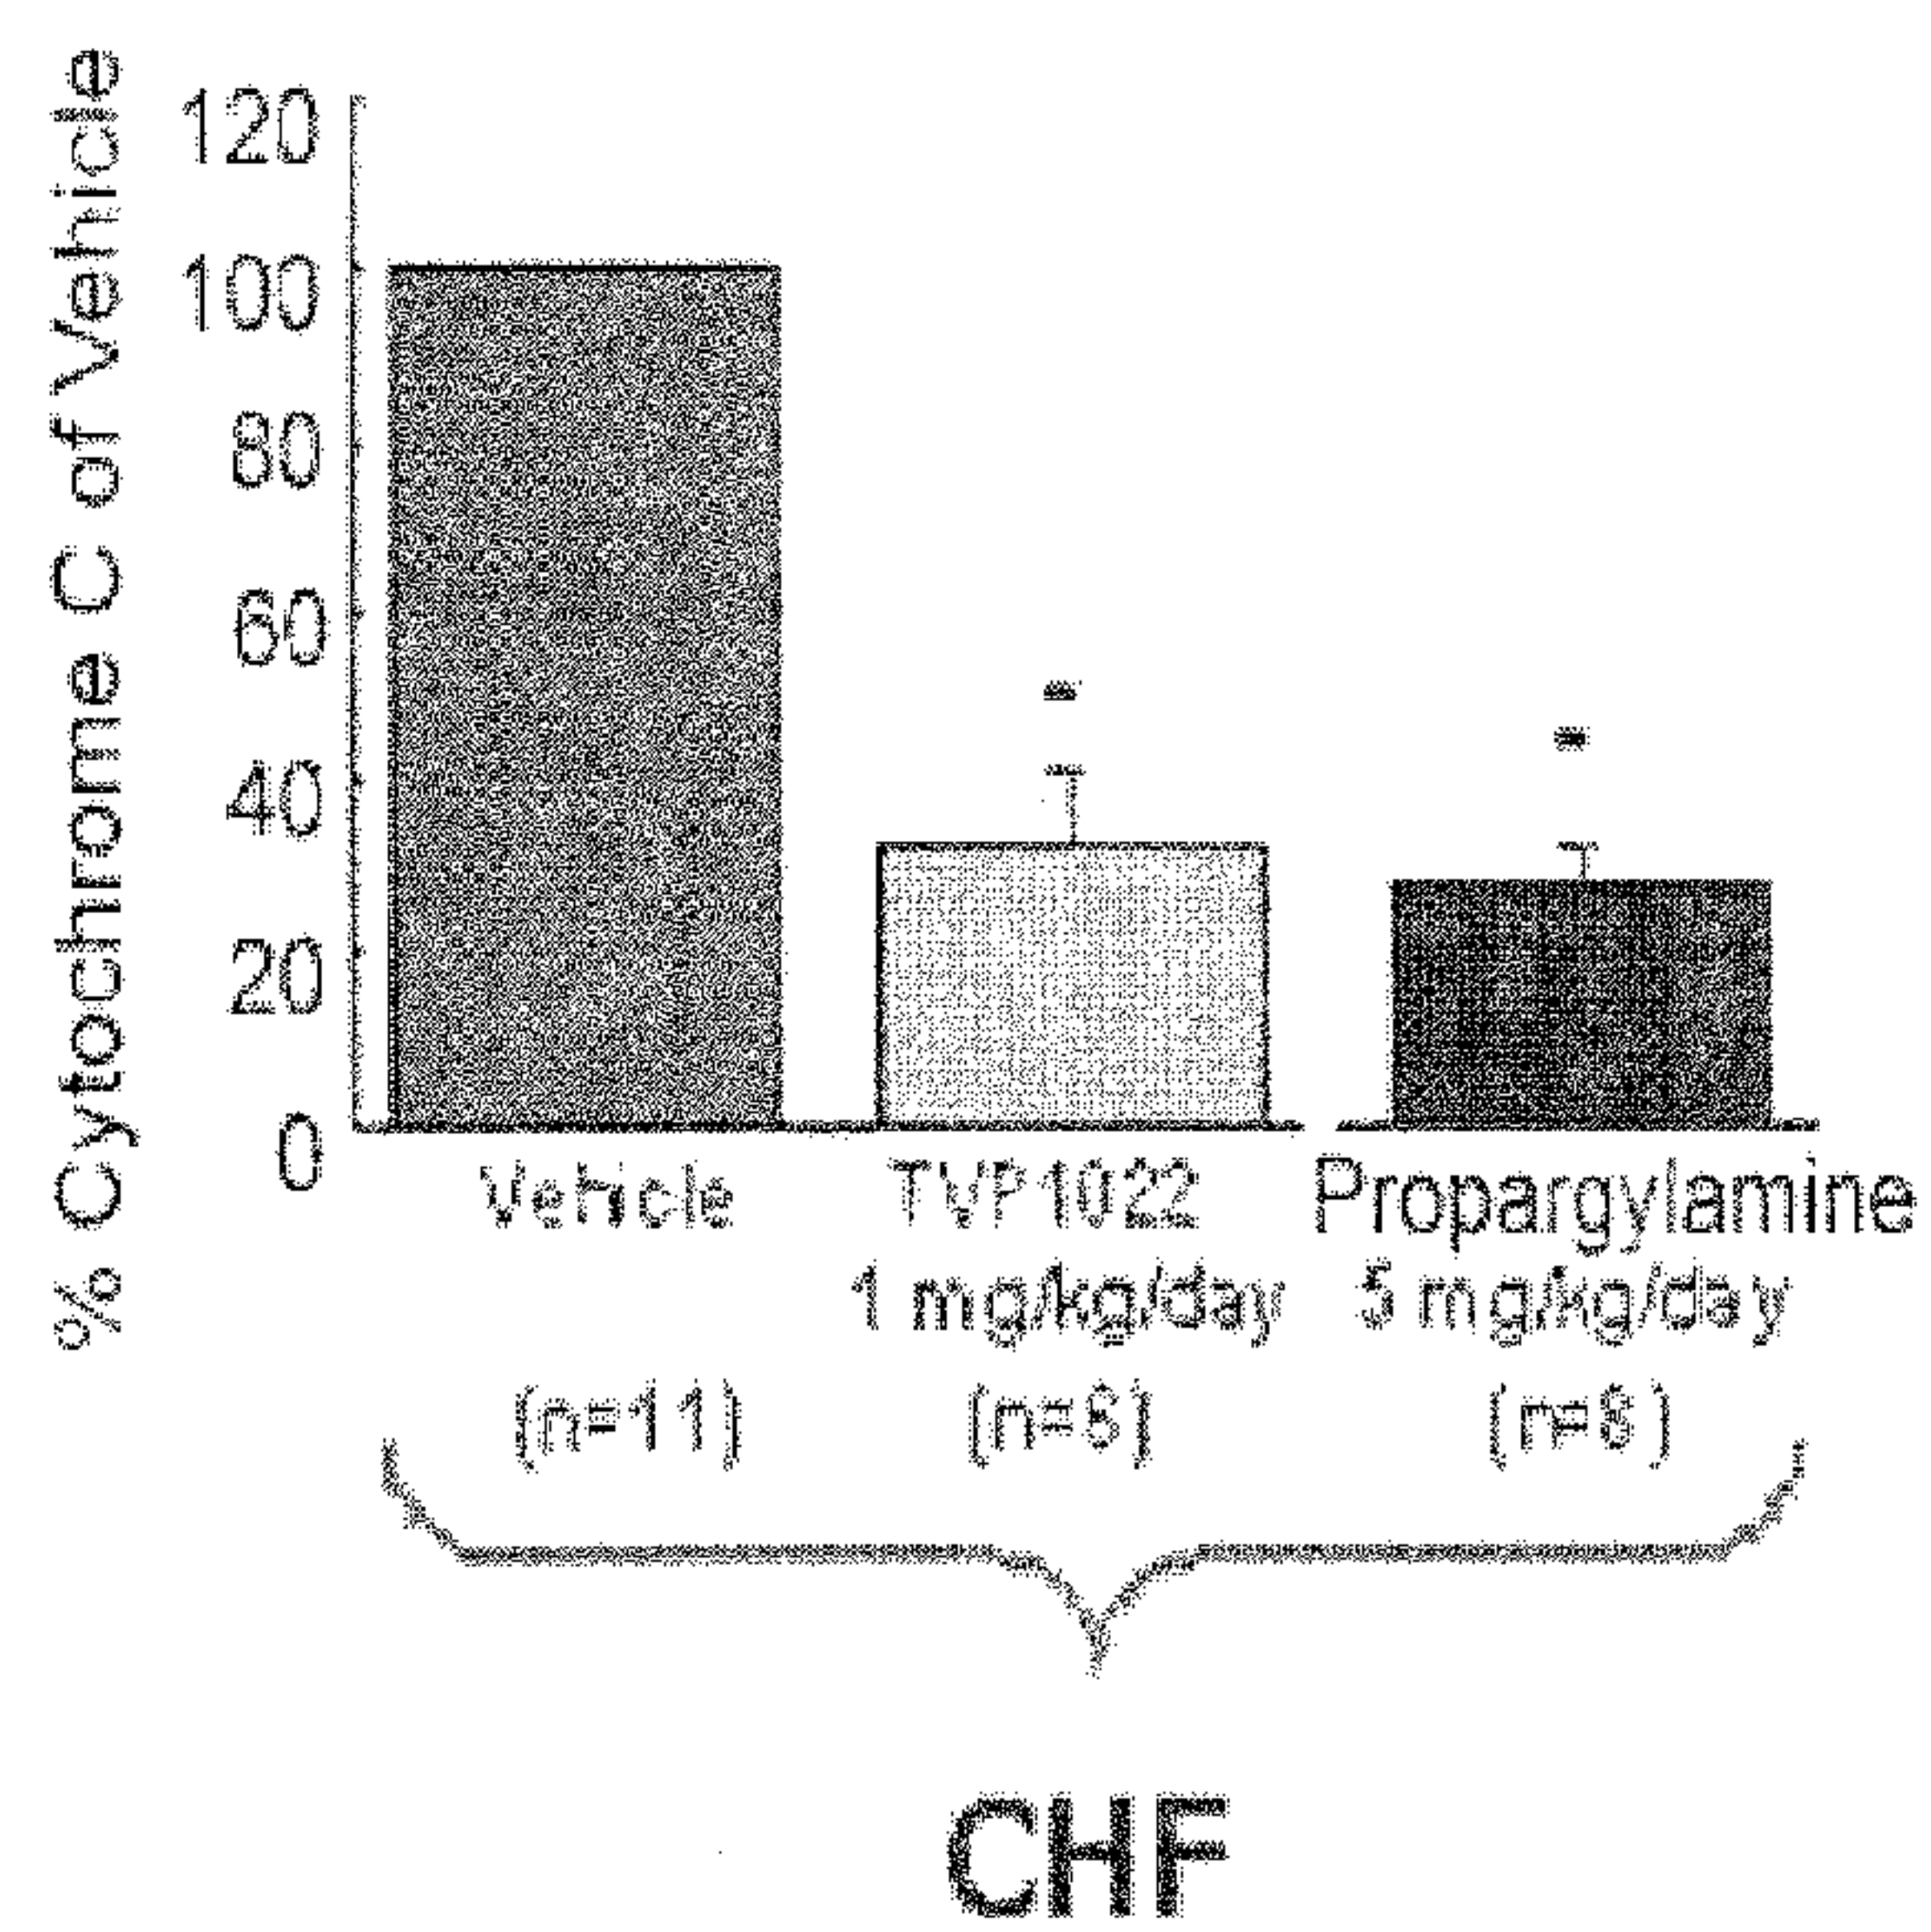 % Cytochrome C of Vehicle
120
100
80
60
40
20
0
Vehicle
TVP1022
1 mg/kg/day
(n=11)
Propargylamine
5 mg/kg/day
CHF